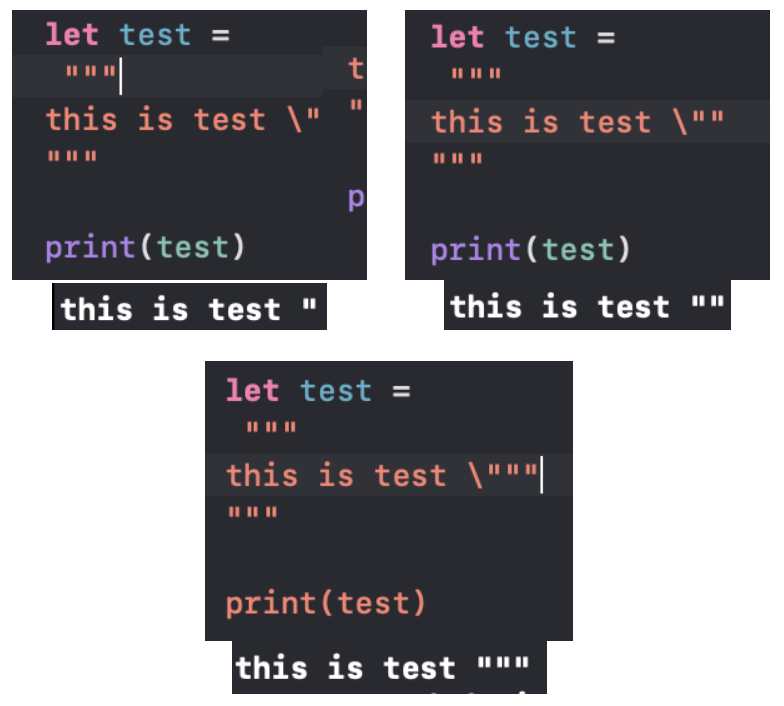 let test =
"""
this is test \"
"""
print(test)
this is test "
t
"
p
let test =
"""
this is test \""
"""
print(test)
this is test ""
let test =
"""
this is test \"""
"""
print(test)
this is test """